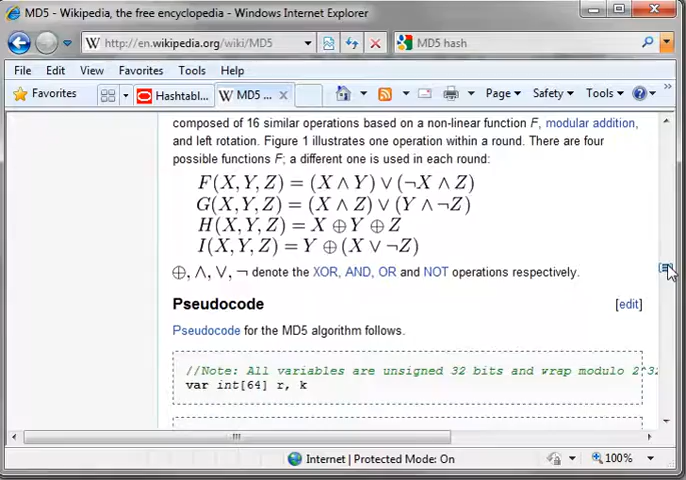 MD5 - Wikipedia, the free encyclopedia - Windows Internet Explorer
http://en.wikipedia.org/wiki/MD5
MD5 hash
File Edit View Favorites Tools Help
Favorites Hashtabl... MD5 ... Page Safety Tools
composed of 16 similar operations based on a non-linear function F, modular addition,
and left rotation. Figure 1 illustrates one operation within a round. There are four
possible functions F; a different one is used in each round:
F(X, Y, Z) = (X ∧ Y) ∨ (¬X ∧ Z)
G(X, Y, Z) = (X ∧ Z) ∨ (Y ∧ ¬Z)
H(X, Y, Z) = X ⊕ Y ⊕ Z
I(X, Y, Z) = Y ⊕ (X ∨ ¬Z)
⊕, ∧, ∨, ¬ denote the XOR, AND, OR and NOT operations respectively.
Pseudocode [edit]
Pseudocode for the MD5 algorithm follows.
//Note: All variables are unsigned 32 bits and wrap modulo 2^32
var int[64] r, k
Internet | Protected Mode: On 100%